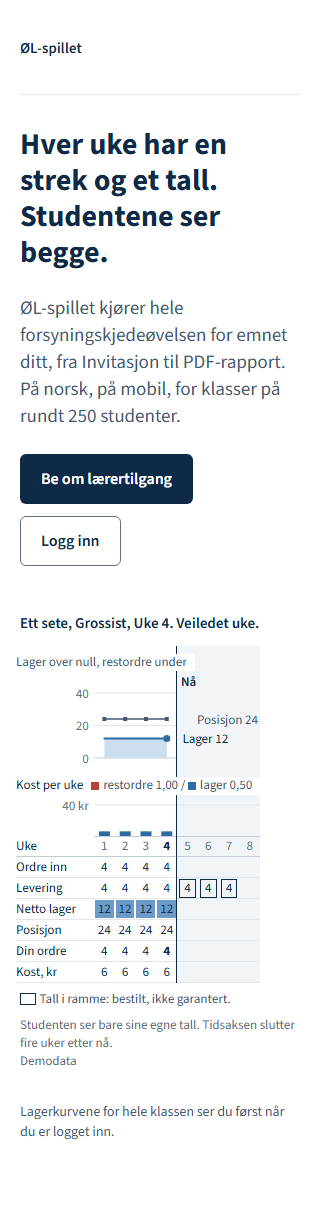 ØL-spillet
Hver uke har en
strek og et tall.
Studentene ser
begge.
ØL-spillet kjører hele
forsyningskjedeøvelsen for emnet
ditt, fra Invitasjon til PDF-rapport.
På norsk, på mobil, for klasser på
rundt 250 studenter.
Be om lærertilgang
Logg inn
Ett sete, Grossist, Uke 4. Veiledet uke.
Lager over null, restordre under
Nå
40
20
0
Posisjon 24
Lager 12
Kost per uke restordre 1,00 / lager 0,50
40 kr
Uke 1 2 3 4 5 6 7 8
Ordre inn 4 4 4 4
Levering 4 4 4 4 4 4 4
Netto lager 12 12 12 12
Posisjon 24 24 24 24
Din ordre 4 4 4 4
Kost, kr 6 6 6 6
Tall i ramme: bestilt, ikke garantert.
Studenten ser bare sine egne tall. Tidsaksen slutter
fire uker etter nå.
Demodata
Lagerkurvene for hele klassen ser du først når
du er logget inn.